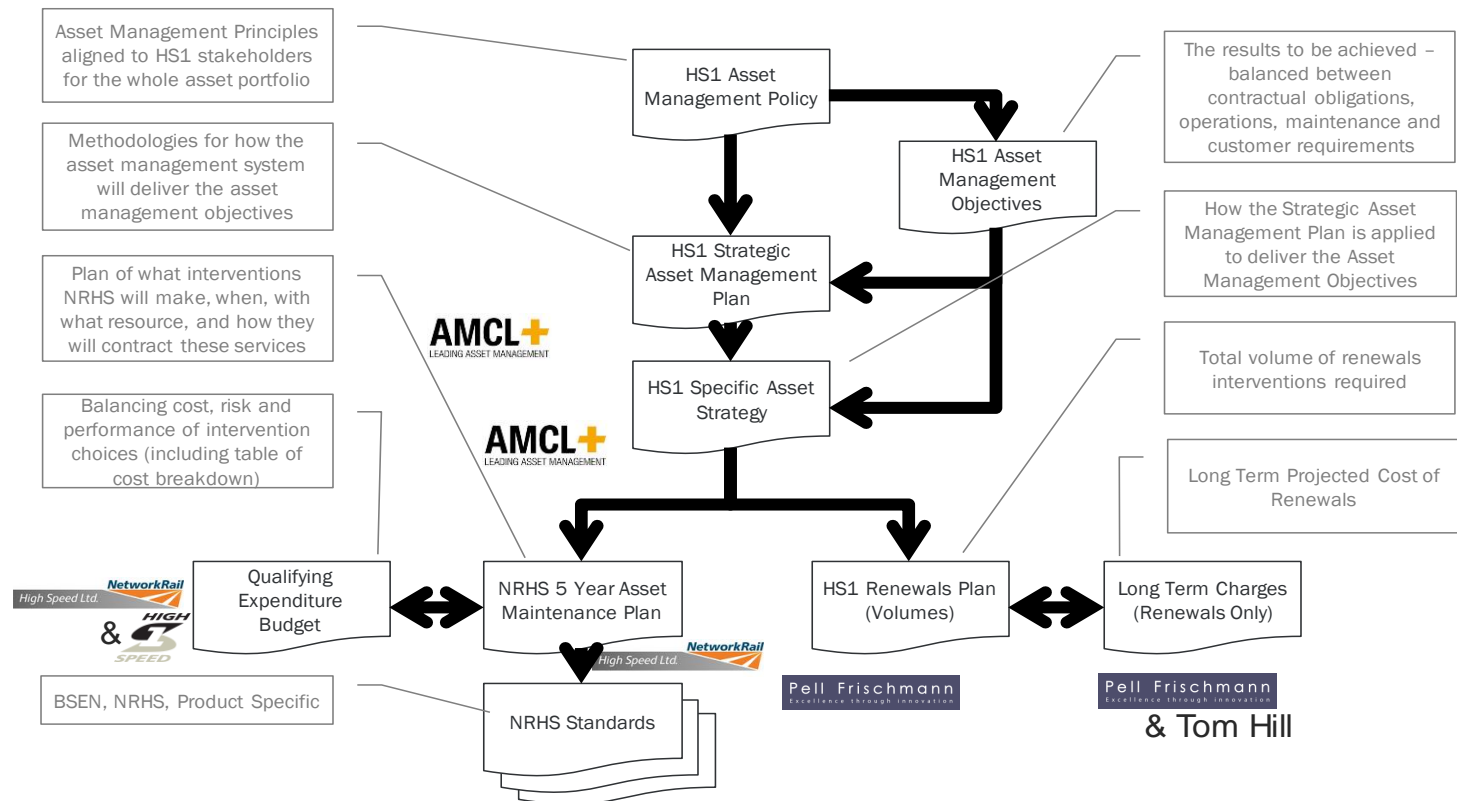 Asset Management Principles
aligned to HS1 stakeholders
for the whole asset portfolio
HS1 Asset
Management Policy
The results to be achieved –
balanced between
contractual obligations,
operations, maintenance and
customer requirements
Methodologies for how the
asset management system
will deliver the asset
management objectives
HS1 Asset
Management
Objectives
How the Strategic Asset
Management Plan is applied
to deliver the Asset
Management Objectives
HS1 Strategic
Asset Management
Plan
Plan of what interventions
NRHS will make, when, with
what resource, and how they
will contract these services
AMCL+
LEADING ASSET MANAGEMENT
HS1 Specific Asset
Strategy
Total volume of renewals
interventions required
Balancing cost, risk and
performance of intervention
choices (including table of
cost breakdown)
AMCL+
LEADING ASSET MANAGEMENT
Long Term Projected Cost of
Renewals
NetworkRail
High Speed Ltd.
& HIGH
1
SPEED
Qualifying
Expenditure
Budget
NRHS 5 Year Asset
Maintenance Plan
HS1 Renewals Plan
(Volumes)
Long Term Charges
(Renewals Only)
NetworkRail
High Speed Ltd.
Pell Frischmann
Excellence through innovation
Pell Frischmann
Excellence through innovation
& Tom Hill
BSEN, NRHS, Product Specific
NRHS Standards